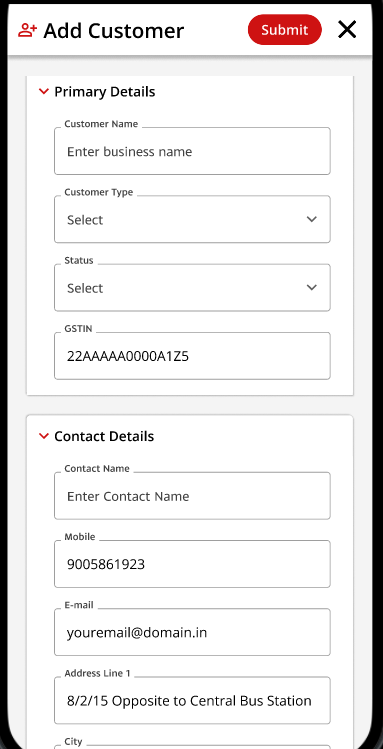 Add Customer
Submit
Primary Details
Customer Name
Enter business name
Customer Type
Select
Status
Select
GSTIN
22AAAAA0000A1Z5
Contact Details
Contact Name
Enter Contact Name
Mobile
9005861923
E-mail
youremail@domain.in
Address Line 1
8/2/15 Opposite to Central Bus Station
City